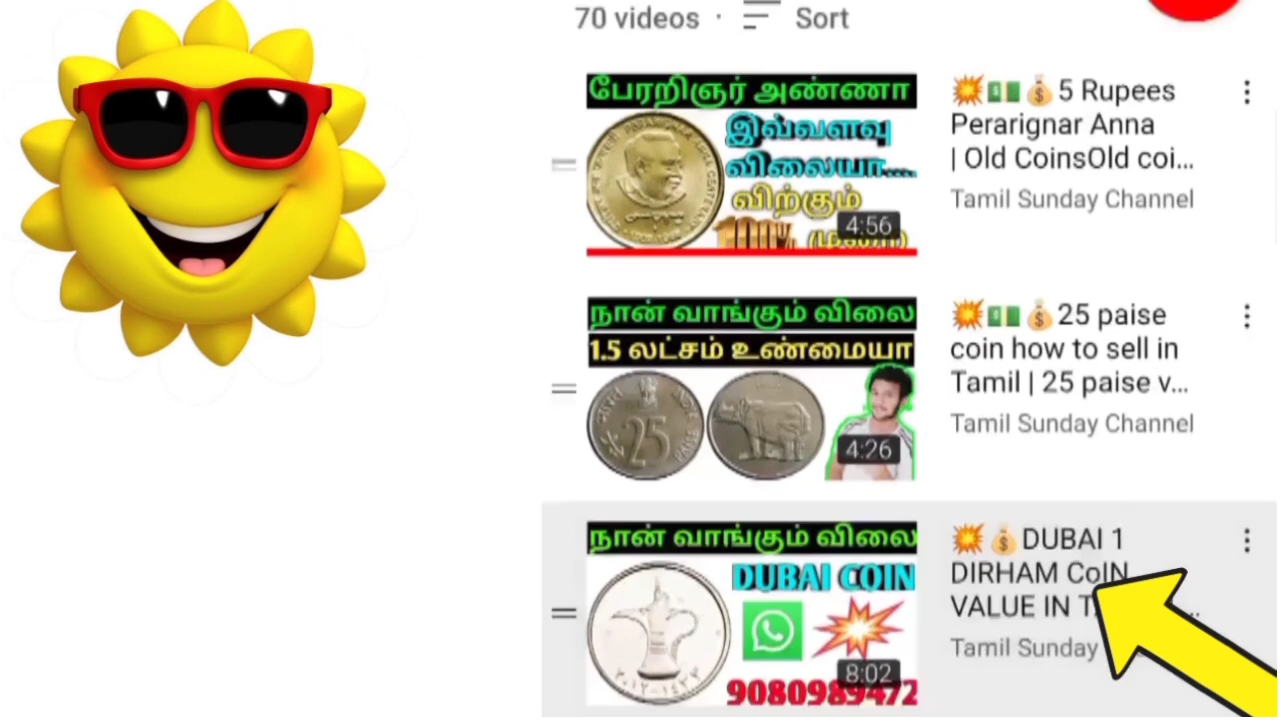 70 videos · Sort
பேரறிஞர் அண்ணா
இவ்வளவு
விலையா....
விற்கும்
4:56
💥💵💰5 Rupees
Perarignar Anna
| Old CoinsOld coi...
Tamil Sunday Channel
நான் வாங்கும் விலை
1.5 லட்சம் உண்மையா
25
4:26
💥💵💰25 paise
coin how to sell in
Tamil | 25 paise v...
Tamil Sunday Channel
நான் வாங்கும் விலை
DUBAI COIN
٢٠١٢-١٤٣٣
8:02
9080989472
💥💰DUBAI 1
DIRHAM CoIN
VALUE IN
Tamil Sunday